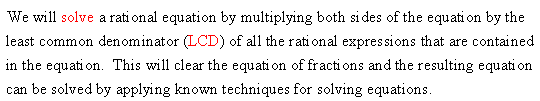 We will solve a rational equation by multiplying both sides of the equation by the
least common denominator (LCD) of all the rational expressions that are contained
in the equation. This will clear the equation of fractions and the resulting equation
can be solved by applying known techniques for solving equations.